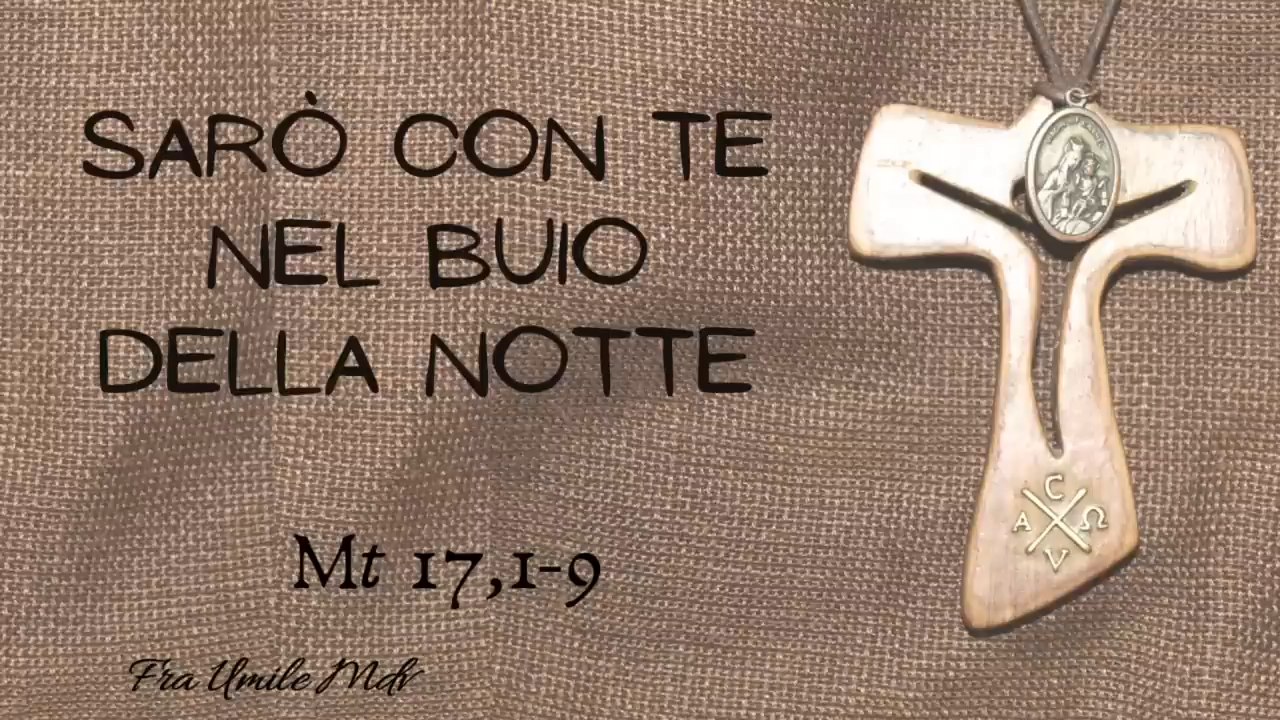 SARÒ CON TE
NEL BUIO
DELLA NOTTE
Mt 17,1-9
Fra Umile Mdv
C
A Ω
V